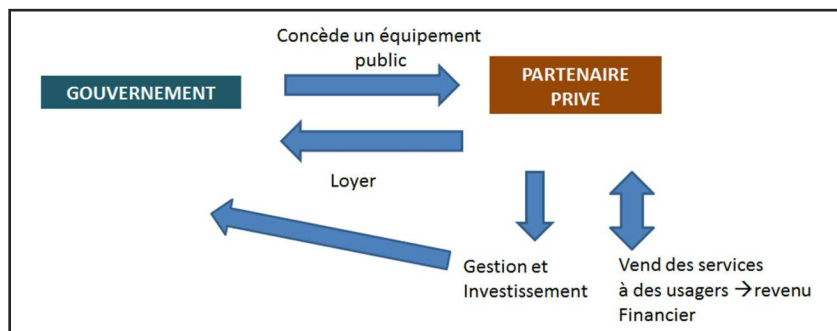 Concède un équipement
public
GOUVERNEMENT
PARTENAIRE
PRIVE
Loyer
Gestion et
Investissement
Vend des services
à des usagers → revenu
Financier